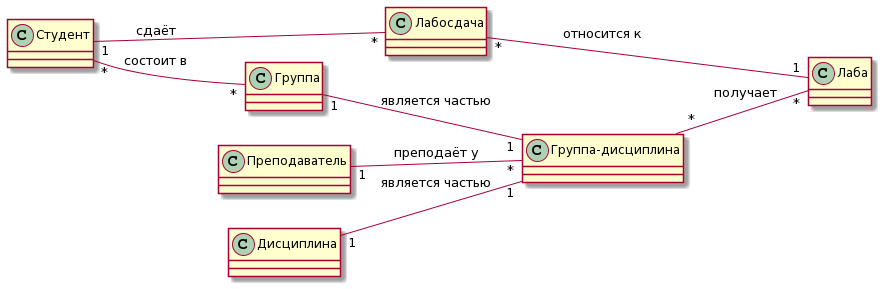 C Студент
1
*
сдаёт
состоит в
*
C Лабосдача
*
относится к
1
C Лаба
*
*
C Группа
1
является частью
1
получает
*
C Группа-дисциплина
*
1
C Преподаватель
1
преподаёт у
является частью
C Дисциплина
1